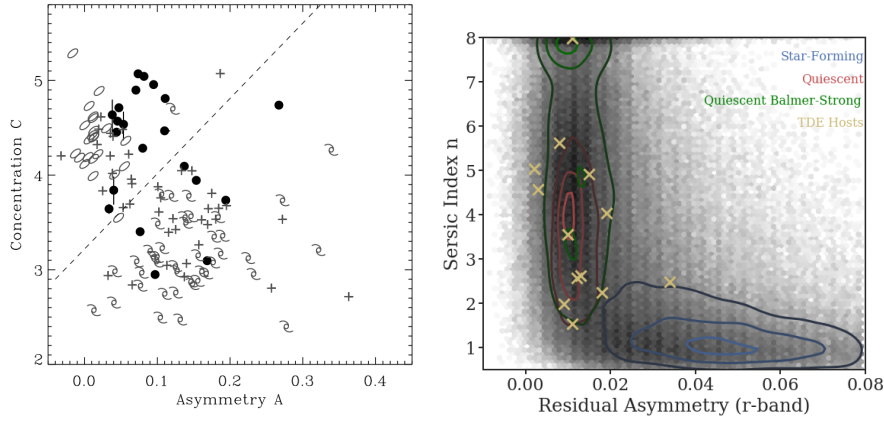 5
4
3
2
Concentration C
0.0 0.1 0.2 0.3 0.4
Asymmetry A
8
7
6
5
4
3
2
1
Sersic Index n
Star-Forming
Quiescent
Quiescent Balmer-Strong
TDE Hosts
0.00 0.02 0.04 0.06 0.08
Residual Asymmetry (r-band)